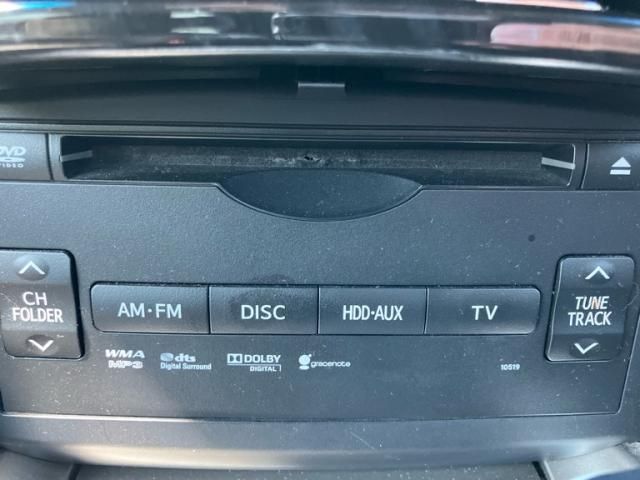 DVD
VIDEO
CH
FOLDER
AM·FM
DISC
HDD·AUX
TV
TUNE
TRACK
WMA
MP3
dts
Digital Surround
DOLBY
DIGITAL
gracenote
10519